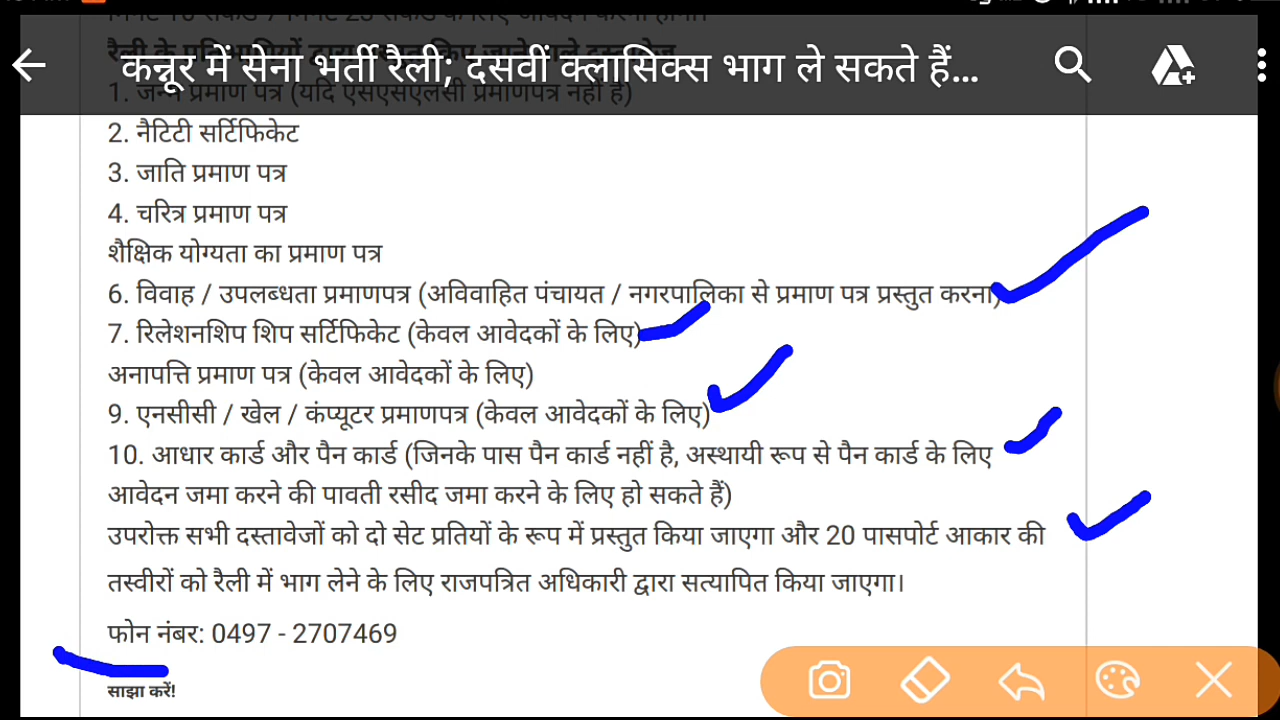 कन्नूर में सेना भर्ती रैली; दसवीं क्लासिक्स भाग ले सकते हैं...
1. जन्म प्रमाण पत्र (यदि एसएसएलसी प्रमाणपत्र नहीं है)
2. नैटिटी सर्टिफिकेट
3. जाति प्रमाण पत्र
4. चरित्र प्रमाण पत्र
शैक्षिक योग्यता का प्रमाण पत्र
6. विवाह / उपलब्धता प्रमाणपत्र (अविवाहित पंचायत / नगरपालिका से प्रमाण पत्र प्रस्तुत करना)
7. रिलेशनशिप शिप सर्टिफिकेट (केवल आवेदकों के लिए)
अनापत्ति प्रमाण पत्र (केवल आवेदकों के लिए)
9. एनसीसी / खेल / कंप्यूटर प्रमाणपत्र (केवल आवेदकों के लिए)
10. आधार कार्ड और पैन कार्ड (जिनके पास पैन कार्ड नहीं है, अस्थायी रूप से पैन कार्ड के लिए
आवेदन जमा करने की पावती रसीद जमा करने के लिए हो सकते हैं)
उपरोक्त सभी दस्तावेजों को दो सेट प्रतियों के रूप में प्रस्तुत किया जाएगा और 20 पासपोर्ट आकार की
तस्वीरों को रैली में भाग लेने के लिए राजपत्रित अधिकारी द्वारा सत्यापित किया जाएगा।
फोन नंबर: 0497 - 2707469
साझा करें!